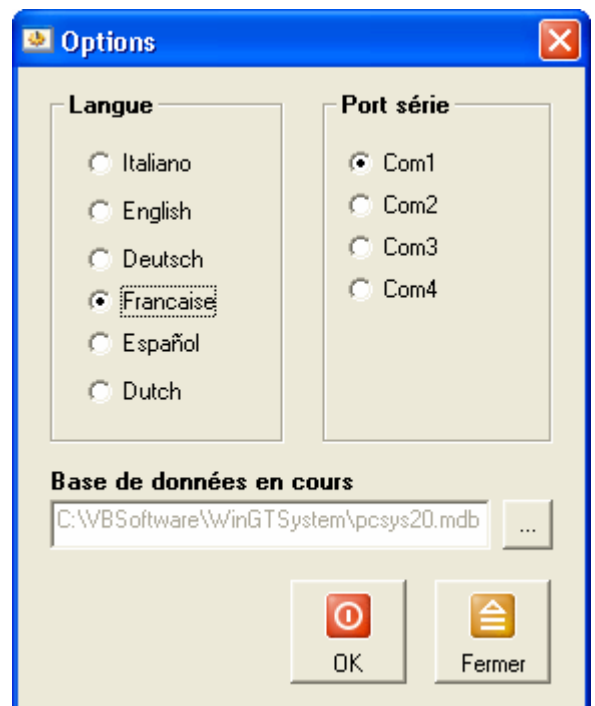 Options
Langue
Italiano
English
Deutsch
Francaise
Español
Dutch
Port série
Com1
Com2
Com3
Com4
Base de données en cours
C:\VBSoftware\WinGTSystem\pcsys20.mdb
...
OK
Fermer